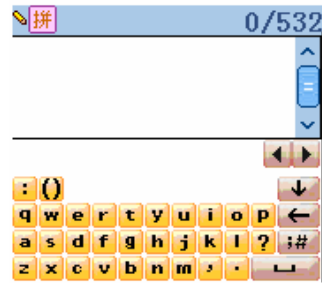 拼 0/532
: ()
q w e r t y u i o p ←
a s d f g h j k l ? ;#
z x c v b n m , .